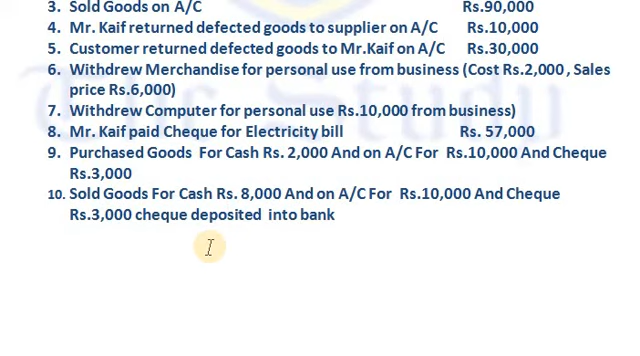 3. Sold Goods on A/C Rs.90,000
4. Mr. Kaif returned defected goods to supplier on A/C Rs.10,000
5. Customer returned defected goods to Mr.Kaif on A/C Rs.30,000
6. Withdrew Merchandise for personal use from business (Cost Rs.2,000 , Sales
price Rs.6,000)
7. Withdrew Computer for personal use Rs.10,000 from business)
8. Mr. Kaif paid Cheque for Electricity bill Rs. 57,000
9. Purchased Goods For Cash Rs. 2,000 And on A/C For Rs.10,000 And Cheque
Rs.3,000
10. Sold Goods For Cash Rs. 8,000 And on A/C For Rs.10,000 And Cheque
Rs.3,000 cheque deposited into bank
The Study